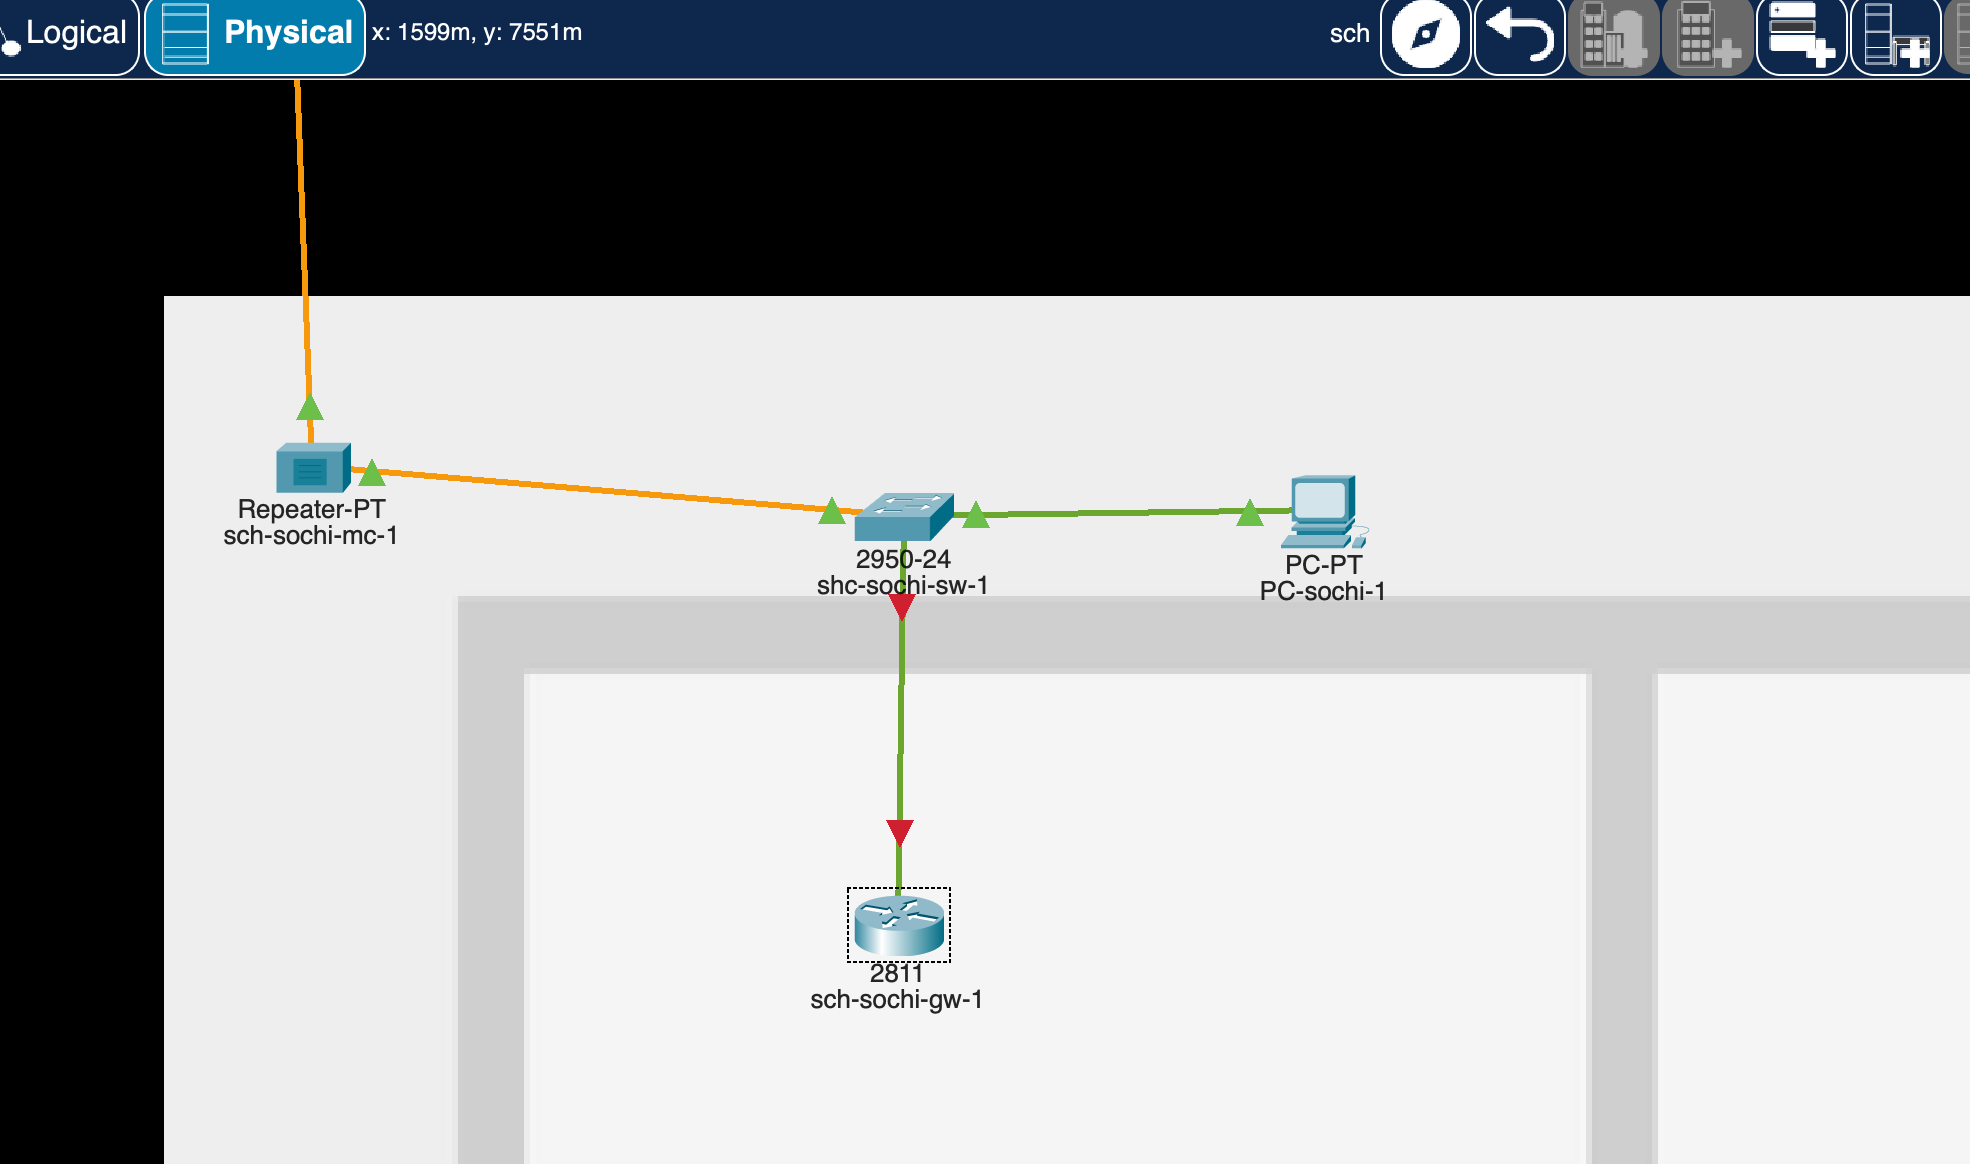 Logical
Physical
x: 1599m, y: 7551m
sch
Repeater-PT
sch-sochi-mc-1
2950-24
shc-sochi-sw-1
PC-PT
PC-sochi-1
2811
sch-sochi-gw-1